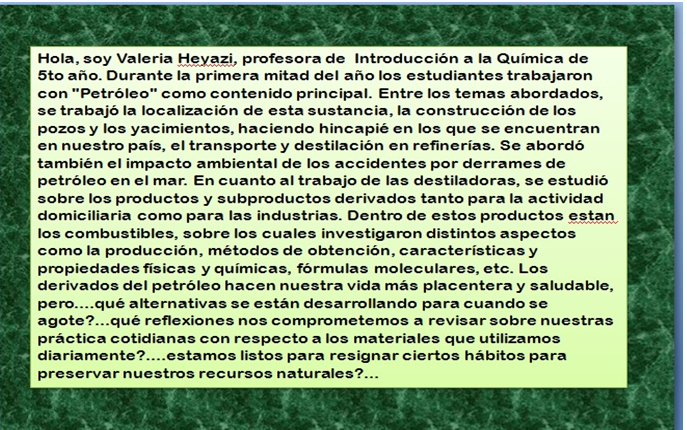 Hola, soy Valeria Heyazi, profesora de  Introducción a la Química de
5to año. Durante la primera mitad del año los estudiantes trabajaron
con "Petróleo" como contenido principal. Entre los temas abordados,
se trabajó la localización de esta sustancia, la construcción de los
pozos y los yacimientos, haciendo hincapié en los que se encuentran
en nuestro país, el transporte y destilación en refinerías. Se abordó
también el impacto ambiental de los accidentes por derrames de
petróleo en el mar. En cuanto al trabajo de las destiladoras, se estudió
sobre los productos y subproductos derivados tanto para la actividad
domiciliaria como para las industrias. Dentro de estos productos estan
los combustibles, sobre los cuales investigaron distintos aspectos
como la producción, métodos de obtención, características y
propiedades físicas y químicas, fórmulas moleculares, etc. Los
derivados del petróleo hacen nuestra vida más placentera y saludable,
pero....qué alternativas se están desarrollando para cuando se
agote?...qué reflexiones nos comprometemos a revisar sobre nuestras
práctica cotidianas con respecto a los materiales que utilizamos
diariamente?....estamos listos para resignar ciertos hábitos para
preservar nuestros recursos naturales?...